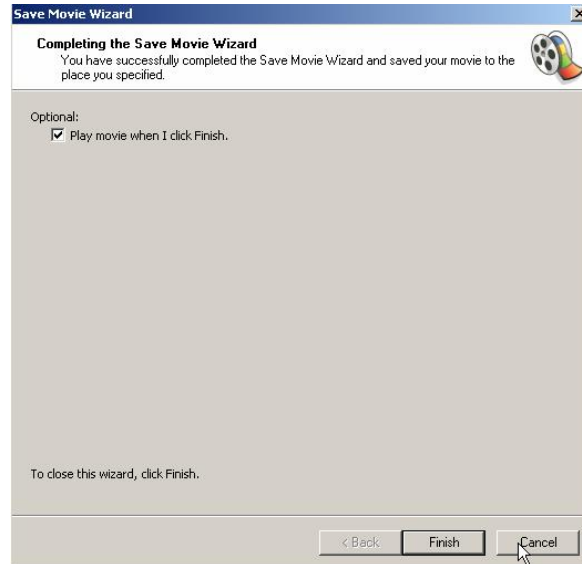 Save Movie Wizard
Completing the Save Movie Wizard
You have successfully completed the Save Movie Wizard and saved your movie to the
place you specified.
Optional:
Play movie when I click Finish.
To close this wizard, click Finish.
< Back Finish Cancel